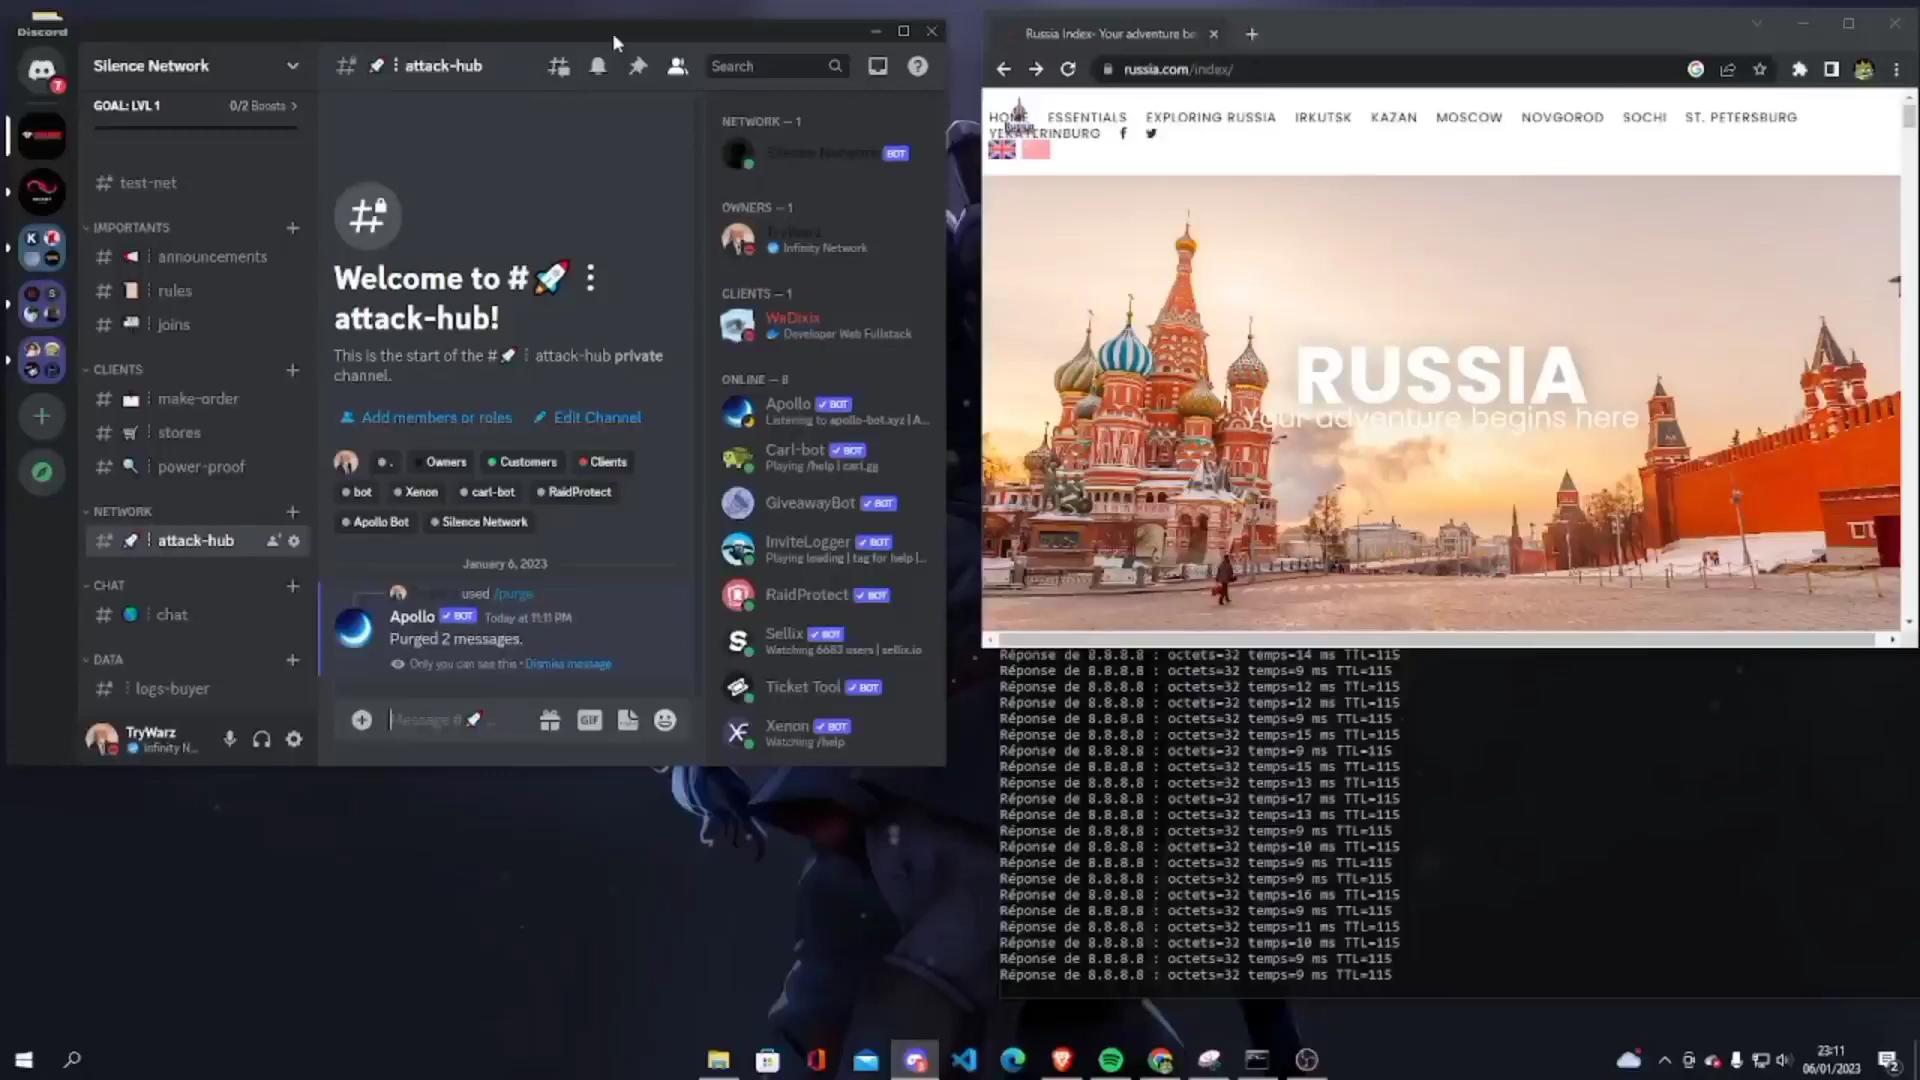 Discord
7
Silence Network
GOAL: LVL 1
0/2 Boosts
test-net
IMPORTANTS
announcements
rules
joins
CLIENTS
make-order
stores
power-proof
NETWORK
attack-hub
CHAT
chat
DATA
logs-buyer
TryWarz
Infinity N...
attack-hub
Search
Welcome to #🚀⋮
attack-hub!
This is the start of the #🚀⋮attack-hub private
channel.
Add members or roles
Edit Channel
.
Owners
Customers
Clients
bot
Xenon
carl-bot
RaidProtect
Apollo Bot
Silence Network
January 6, 2023
used /purge
Apollo BOT Today at 11:11 PM
Purged 2 messages.
Only you can see this • Dismiss message
Message #🚀...
GIF
NETWORK — 1
Silence Network BOT
OWNERS — 1
TryWarz
Infinity Network
CLIENTS — 1
WaDixix
Developer Web Fullstack
ONLINE — 8
Apollo BOT
Listening to apollo-bot.xyz | A...
Carl-bot BOT
Playing /help | carl.gg
GiveawayBot BOT
InviteLogger BOT
Playing leading | tag for help |...
RaidProtect BOT
Sellix BOT
Watching 6683 users | sellix.io
Ticket Tool BOT
Xenon BOT
Watching /help
Russia Index- Your adventure be
russia.com/index/
HOME ESSENTIALS EXPLORING RUSSIA IRKUTSK KAZAN MOSCOW NOVGOROD SOCHI ST. PETERSBURG
YEKATERINBURG
RUSSIA
Your adventure begins here
Réponse de 8.8.8.8 : octets=32 temps=14 ms TTL=115
Réponse de 8.8.8.8 : octets=32 temps=9 ms TTL=115
Réponse de 8.8.8.8 : octets=32 temps=12 ms TTL=115
Réponse de 8.8.8.8 : octets=32 temps=12 ms TTL=115
Réponse de 8.8.8.8 : octets=32 temps=9 ms TTL=115
Réponse de 8.8.8.8 : octets=32 temps=15 ms TTL=115
Réponse de 8.8.8.8 : octets=32 temps=9 ms TTL=115
Réponse de 8.8.8.8 : octets=32 temps=15 ms TTL=115
Réponse de 8.8.8.8 : octets=32 temps=13 ms TTL=115
Réponse de 8.8.8.8 : octets=32 temps=17 ms TTL=115
Réponse de 8.8.8.8 : octets=32 temps=13 ms TTL=115
Réponse de 8.8.8.8 : octets=32 temps=9 ms TTL=115
Réponse de 8.8.8.8 : octets=32 temps=10 ms TTL=115
Réponse de 8.8.8.8 : octets=32 temps=9 ms TTL=115
Réponse de 8.8.8.8 : octets=32 temps=9 ms TTL=115
Réponse de 8.8.8.8 : octets=32 temps=16 ms TTL=115
Réponse de 8.8.8.8 : octets=32 temps=9 ms TTL=115
Réponse de 8.8.8.8 : octets=32 temps=11 ms TTL=115
Réponse de 8.8.8.8 : octets=32 temps=10 ms TTL=115
Réponse de 8.8.8.8 : octets=32 temps=9 ms TTL=115
Réponse de 8.8.8.8 : octets=32 temps=9 ms TTL=115
23:11
06/01/2023
2